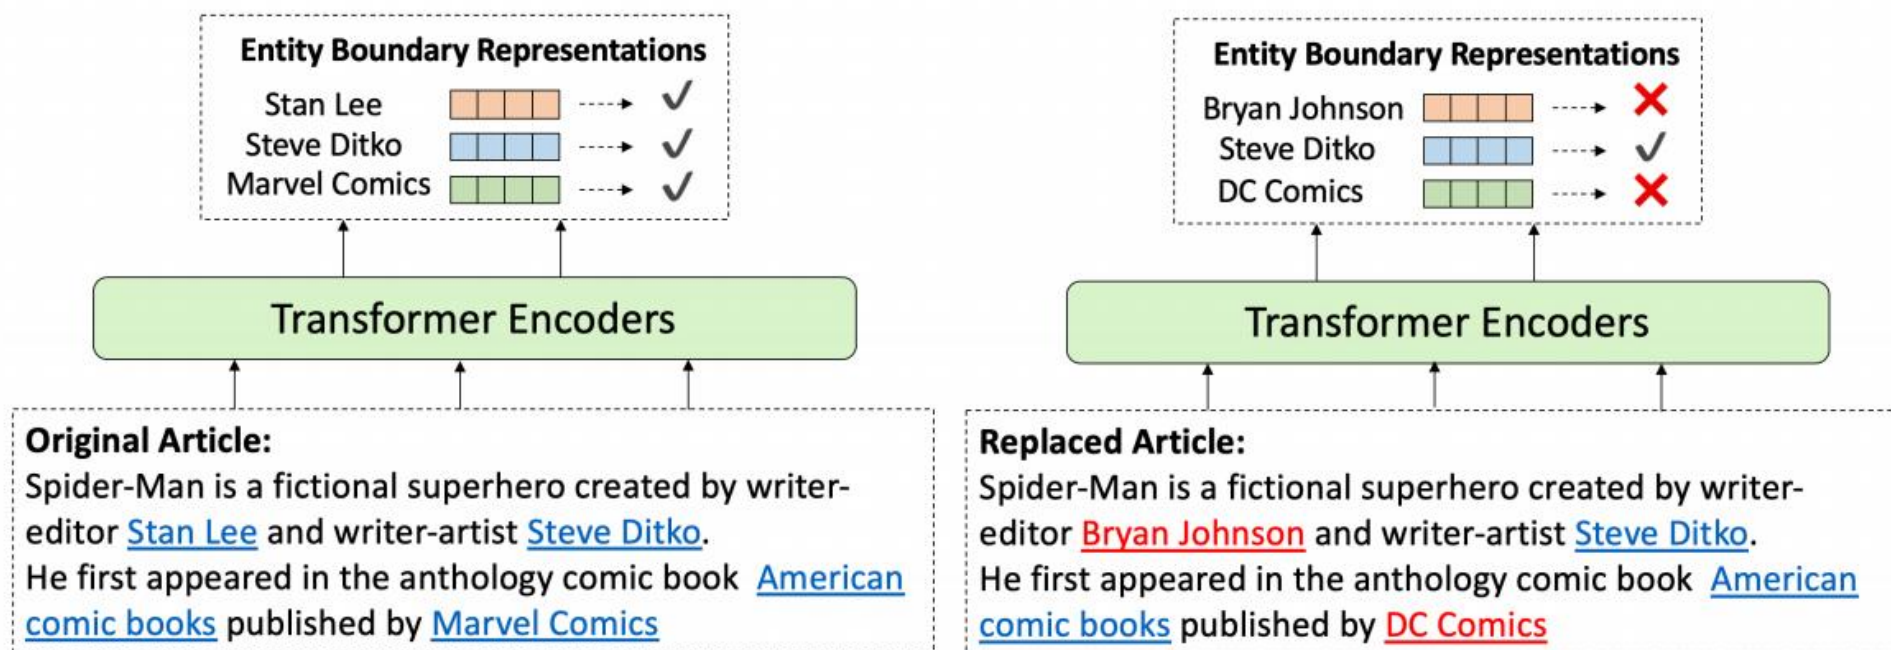 Entity Boundary Representations
Stan Lee
Steve Ditko
Marvel Comics
Transformer Encoders
Original Article:
Spider-Man is a fictional superhero created by writer-
editor Stan Lee and writer-artist Steve Ditko.
He first appeared in the anthology comic book American
comic books published by Marvel Comics
Entity Boundary Representations
Bryan Johnson
Steve Ditko
DC Comics
Transformer Encoders
Replaced Article:
Spider-Man is a fictional superhero created by writer-
editor Bryan Johnson and writer-artist Steve Ditko.
He first appeared in the anthology comic book American
comic books published by DC Comics